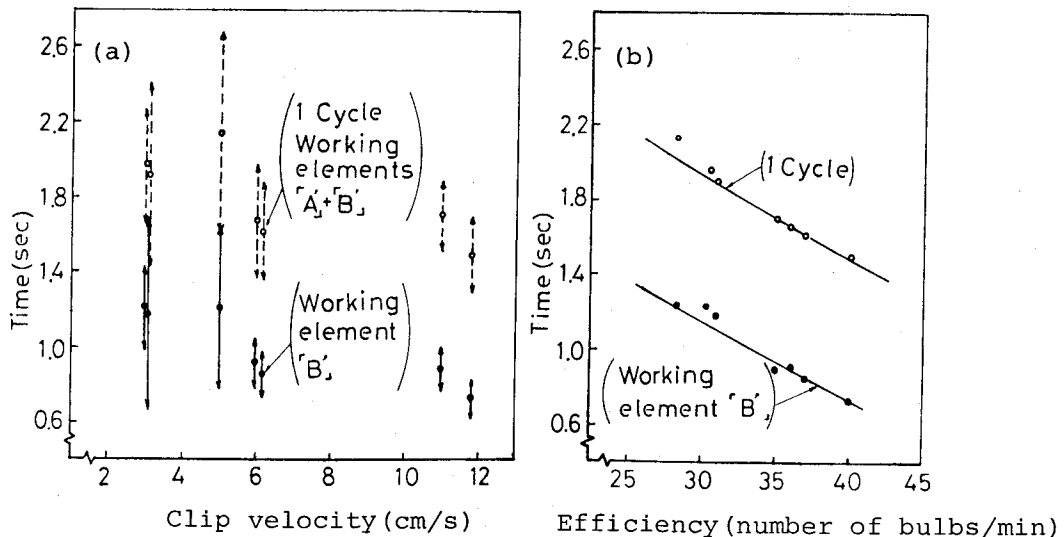 (a)
2.6
2.2
1.8
1.4
1.0
0.6
Time(sec)
(1 Cycle
Working
elements
「A」+「B」)
(Working
element
「B」)
2
4
6
8
10
12
Clip velocity(cm/s)
(b)
2.6
2.2
1.8
1.4
1.0
0.6
Time(sec)
(1 Cycle)
(Working
element「B」)
25
30
35
40
45
Efficiency(number of bulbs/min)